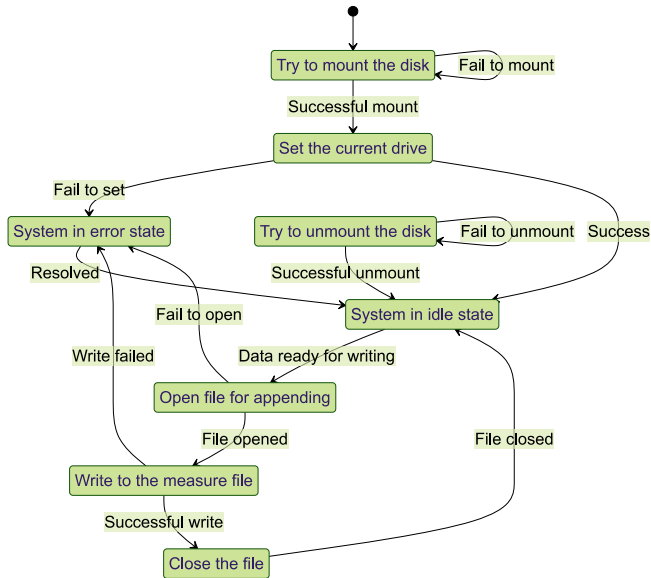 Try to mount the disk
Fail to mount
Successful mount
Set the current drive
Fail to set
System in error state
Try to unmount the disk
Fail to unmount
Success
Resolved
Successful unmount
System in idle state
Fail to open
Write failed
Data ready for writing
Open file for appending
File opened
File closed
Write to the measure file
Successful write
Close the file